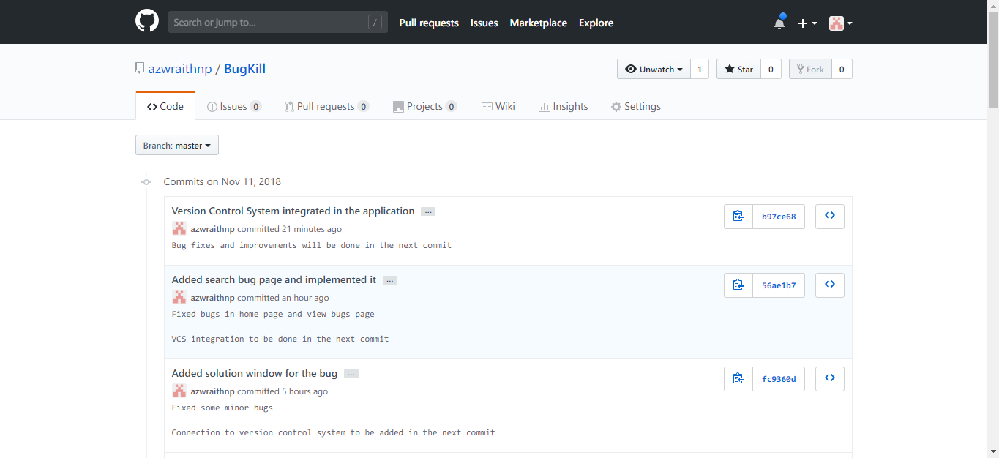 Search or jump to... / Pull requests Issues Marketplace Explore
azwraithnp / BugKill Unwatch 1 Star 0 Fork 0
Code Issues 0 Pull requests 0 Projects 0 Wiki Insights Settings
Branch: master
Commits on Nov 11, 2018
Version Control System integrated in the application ... b97ce68
azwraithnp committed 21 minutes ago
Bug fixes and improvements will be done in the next commit
Added search bug page and implemented it ... 56ae1b7
azwraithnp committed an hour ago
Fixed bugs in home page and view bugs page
VCS integration to be done in the next commit
Added solution window for the bug ... fc9360d
azwraithnp committed 5 hours ago
Fixed some minor bugs
Connection to version control system to be added in the next commit